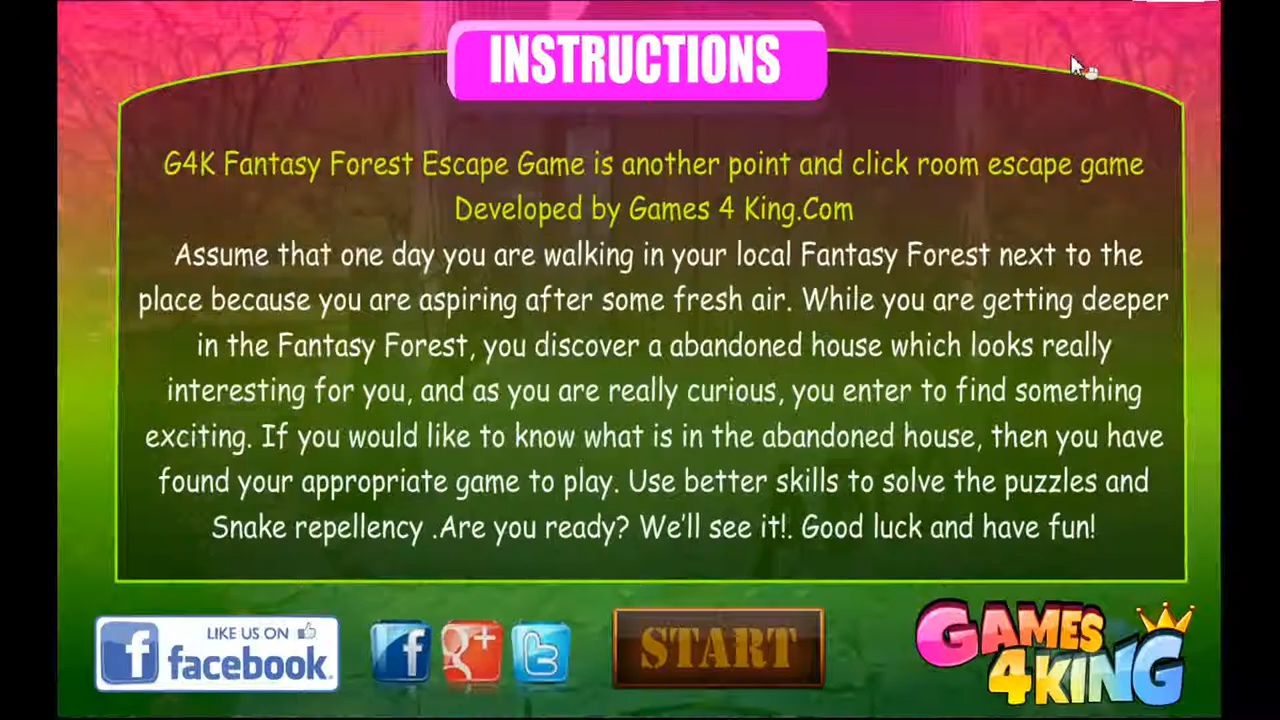 INSTRUCTIONS
G4K Fantasy Forest Escape Game is another point and click room escape game
Developed by Games 4 King.Com
Assume that one day you are walking in your local Fantasy Forest next to the
place because you are aspiring after some fresh air. While you are getting deeper
in the Fantasy Forest, you discover a abandoned house which looks really
interesting for you, and as you are really curious, you enter to find something
exciting. If you would like to know what is in the abandoned house, then you have
found your appropriate game to play. Use better skills to solve the puzzles and
Snake repellency .Are you ready? We'll see it!. Good luck and have fun!
LIKE US ON
f facebook.
f g+ t
START
GAMES
4KING